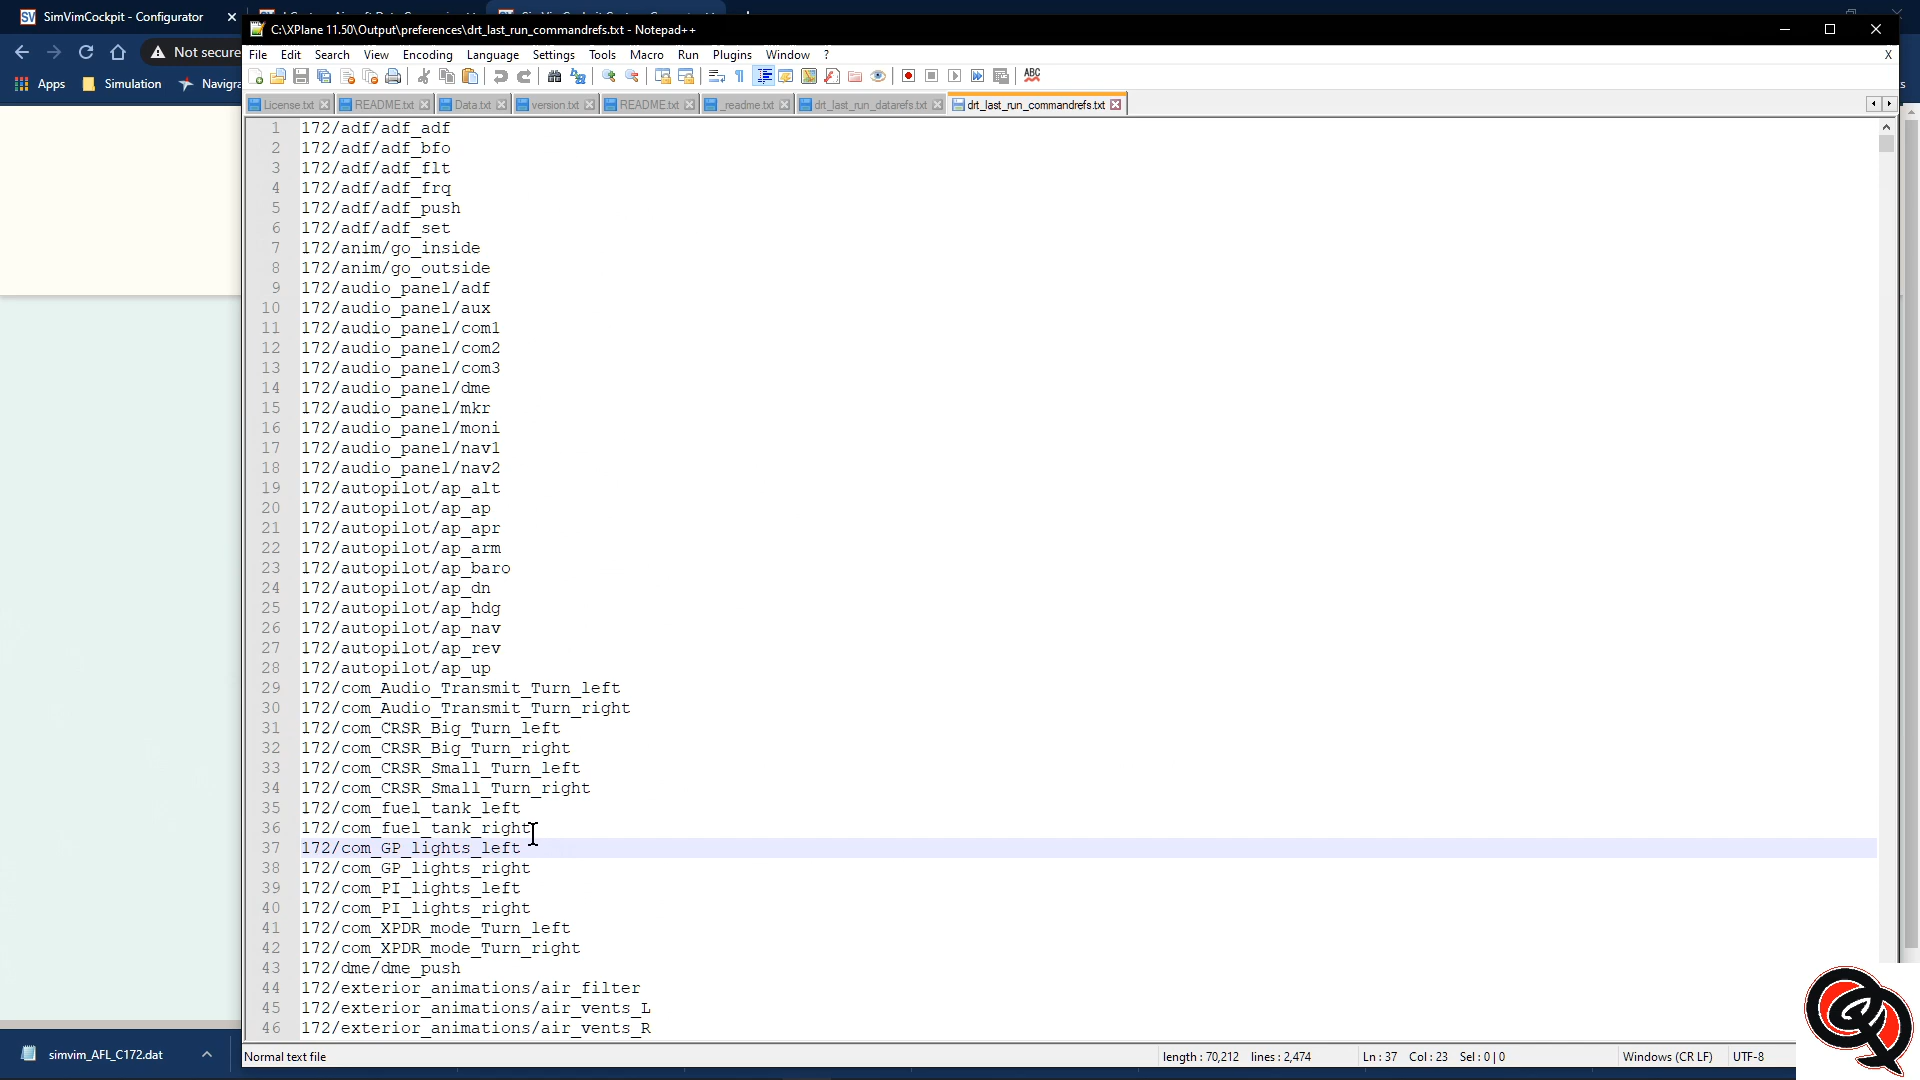 SimVimCockpit - Configurator
C:\XPlane 11.50\Output\preferences\drt_last_run_commandrefs.txt - Notepad++
Not secure
File Edit Search View Encoding Language Settings Tools Macro Run Plugins Window ? X
Apps Simulation Navigra
License.txt README.txt Data.txt version.txt README.txt _readme.txt drt_last_run_datarefs.txt drt_last_run_commandrefs.txt
1 172/adf/adf_adf
2 172/adf/adf_bfo
3 172/adf/adf_flt
4 172/adf/adf_frq
5 172/adf/adf_push
6 172/adf/adf_set
7 172/anim/go_inside
8 172/anim/go_outside
9 172/audio_panel/adf
10 172/audio_panel/aux
11 172/audio_panel/com1
12 172/audio_panel/com2
13 172/audio_panel/com3
14 172/audio_panel/dme
15 172/audio_panel/mkr
16 172/audio_panel/moni
17 172/audio_panel/nav1
18 172/audio_panel/nav2
19 172/autopilot/ap_alt
20 172/autopilot/ap_ap
21 172/autopilot/ap_apr
22 172/autopilot/ap_arm
23 172/autopilot/ap_baro
24 172/autopilot/ap_dn
25 172/autopilot/ap_hdg
26 172/autopilot/ap_nav
27 172/autopilot/ap_rev
28 172/autopilot/ap_up
29 172/com_Audio_Transmit_Turn_left
30 172/com_Audio_Transmit_Turn_right
31 172/com_CRSR_Big_Turn_left
32 172/com_CRSR_Big_Turn_right
33 172/com_CRSR_Small_Turn_left
34 172/com_CRSR_Small_Turn_right
35 172/com_fuel_tank_left
36 172/com_fuel_tank_right
37 172/com_GP_lights_left
38 172/com_GP_lights_right
39 172/com_PI_lights_left
40 172/com_PI_lights_right
41 172/com_XPDR_mode_Turn_left
42 172/com_XPDR_mode_Turn_right
43 172/dme/dme_push
44 172/exterior_animations/air_filter
45 172/exterior_animations/air_vents_L
46 172/exterior_animations/air_vents_R
simvim_AFL_C172.dat
Normal text file length : 70,212 lines : 2,474 Ln : 37 Col : 23 Sel : 0 | 0 Windows (CR LF) UTF-8